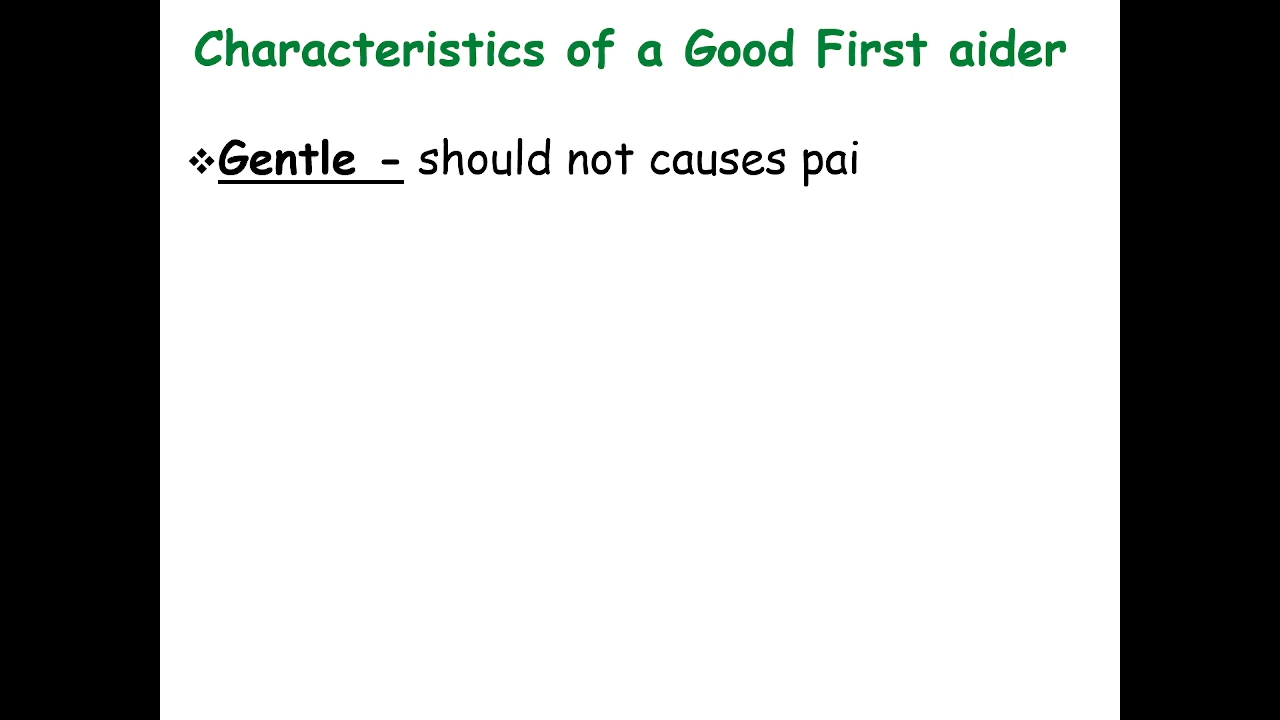 Characteristics of a Good First aider
❖Gentle - should not causes pai